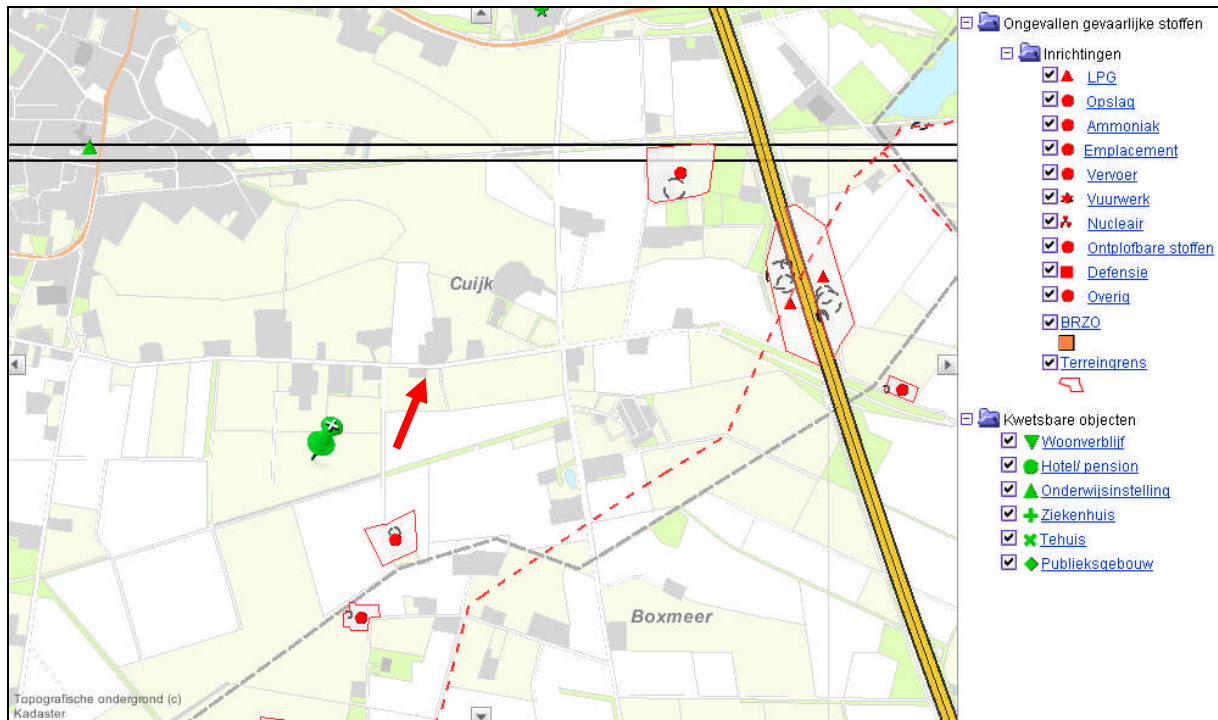 Cuijk
Boxmeer
Topografische ondergrond (c)
Kadaster
Ongevallen gevaarlijke stoffen
Inrichtingen
LPG
Opslag
Ammoniak
Emplacement
Vervoer
Vuurwerk
Nucleair
Ontplofbare stoffen
Defensie
Overig
BRZO
Terreingrens
Kwetsbare objecten
Woonverblijf
Hotel/ pension
Onderwijsinstelling
Ziekenhuis
Tehuis
Publieksgebouw